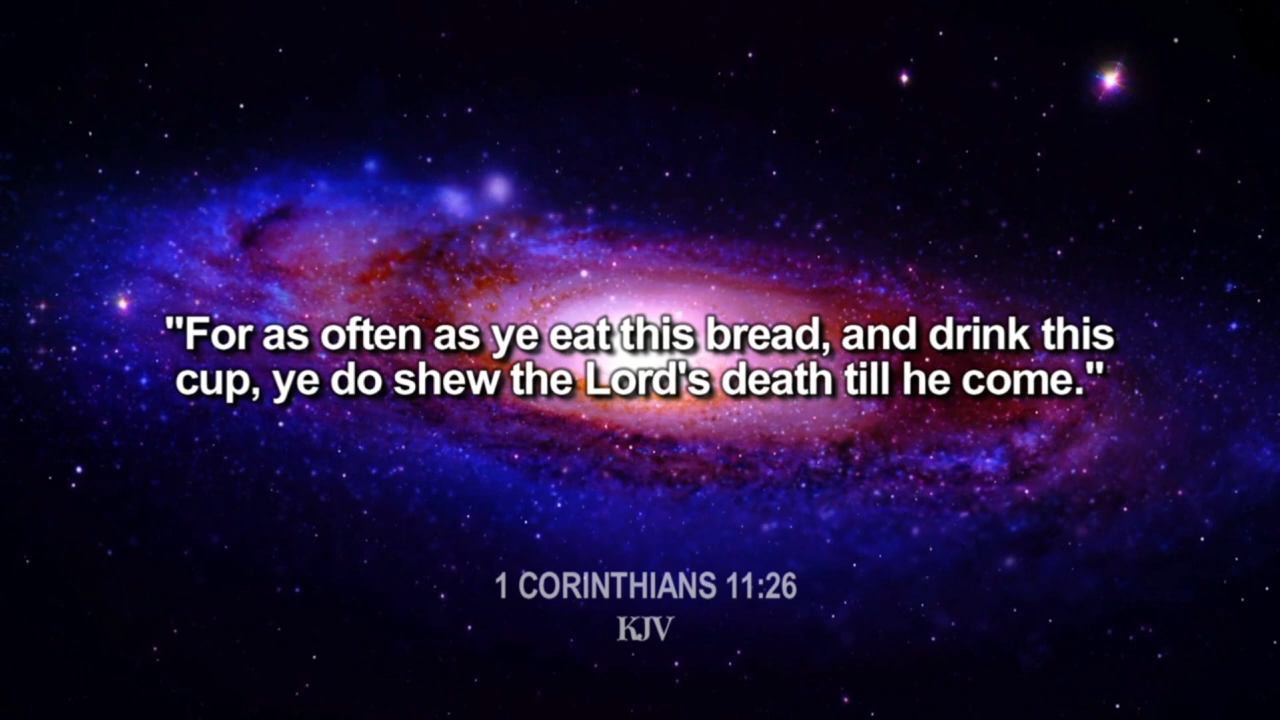 "For as often as ye eat this bread, and drink this
cup, ye do shew the Lord's death till he come."
1 CORINTHIANS 11:26
KJV